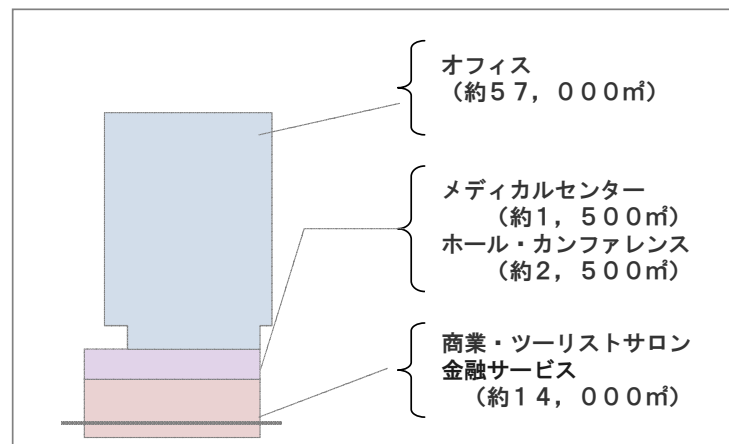 オフィス
（約５７，０００㎡）
メディカルセンター
（約１，５００㎡）
ホール・カンファレンス
（約２，５００㎡）
商業・ツーリストサロン
金融サービス
（約１４，０００㎡）